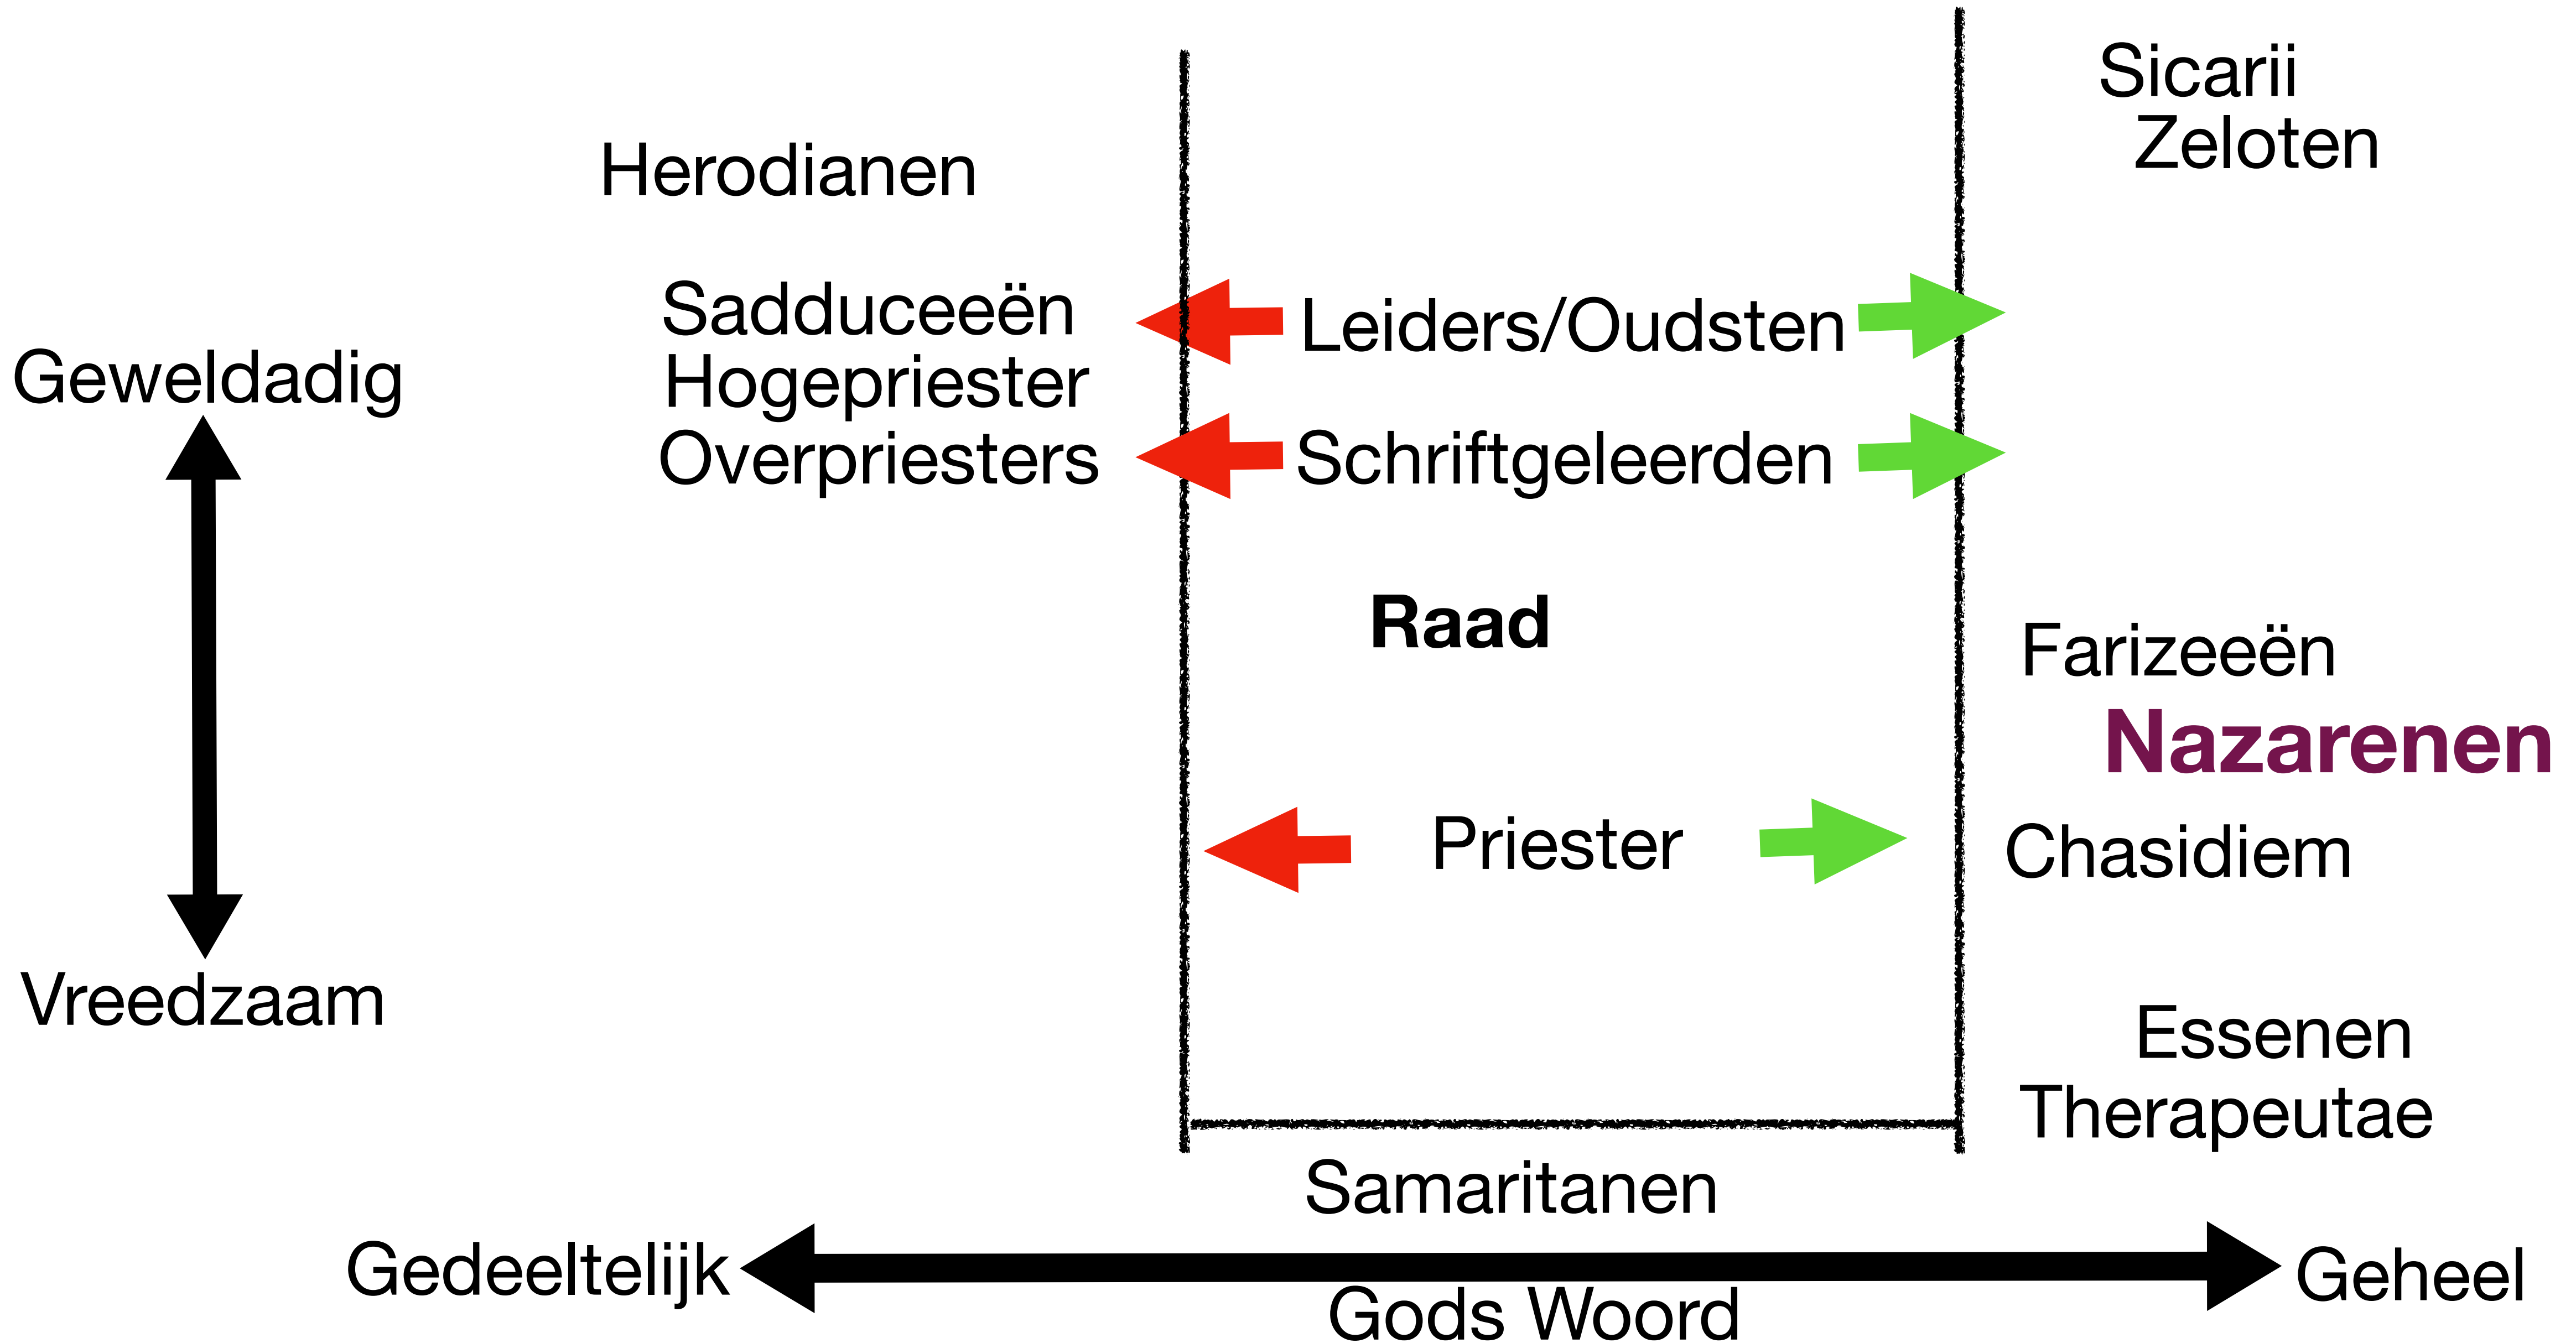 Sicarii
Zeloten
Herodianen
Sadduceeën
Hogepriester
Overpriesters
Leiders/Oudsten
Schriftgeleerden
Geweldadig
Raad
Farizeeën
Nazarenen
Priester
Chasidiem
Vreedzaam
Essenen
Therapeutae
Samaritanen
Gedeeltelijk
Geheel
Gods Woord